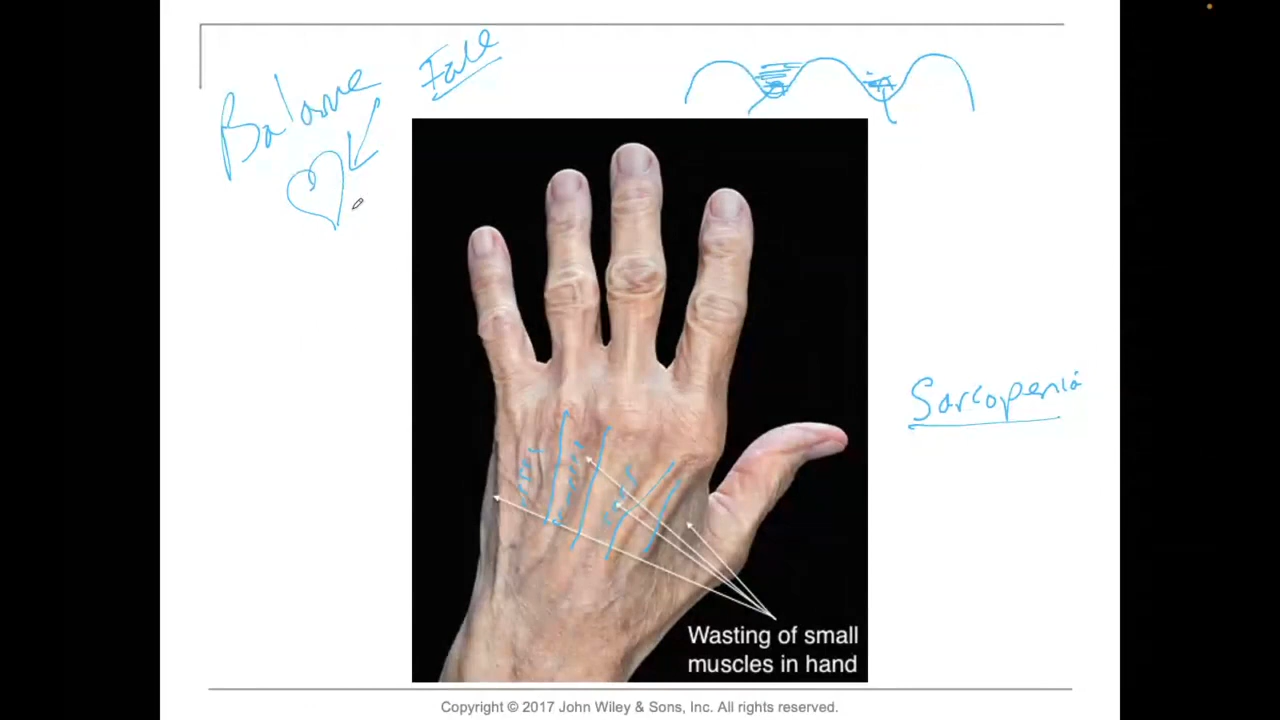 Balance
Fall
Sarcopenia
Wasting of small
muscles in hand
Copyright © 2017 John Wiley & Sons, Inc. All rights reserved.